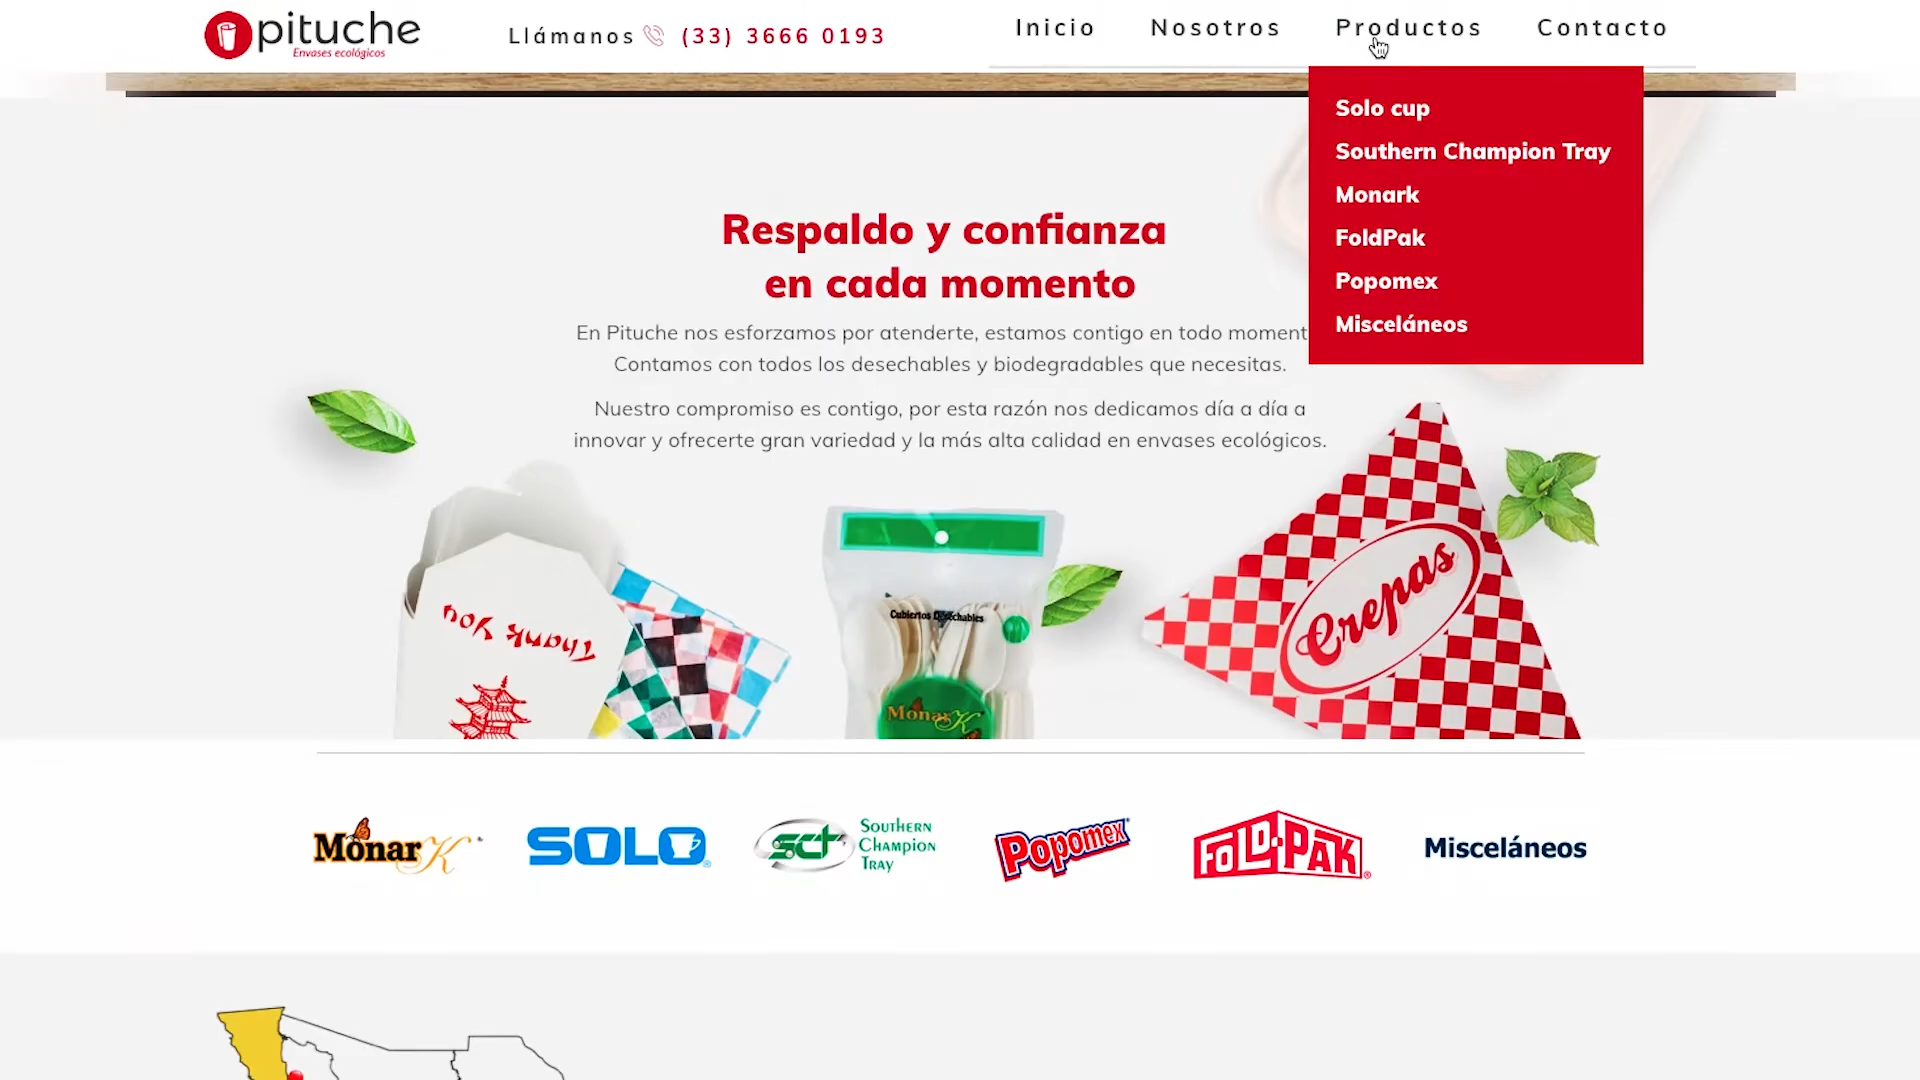 pituche
Envases ecológicos
Llámanos (33) 3666 0193
Inicio Nosotros Productos Contacto
Solo cup
Southern Champion Tray
Monark
FoldPak
Popomex
Misceláneos
Respaldo y confianza
en cada momento
En Pituche nos esforzamos por atenderte, estamos contigo en todo moment
Contamos con todos los desechables y biodegradables que necesitas.
Nuestro compromiso es contigo, por esta razón nos dedicamos día a día a
innovar y ofrecerte gran variedad y la más alta calidad en envases ecológicos.
Thank you
Cubiertos Desechables
MonarK
Crepas
MonarK
SOLO
sct
SOUTHERN
CHAMPION
TRAY
Popomex
FOLD-PAK
Misceláneos